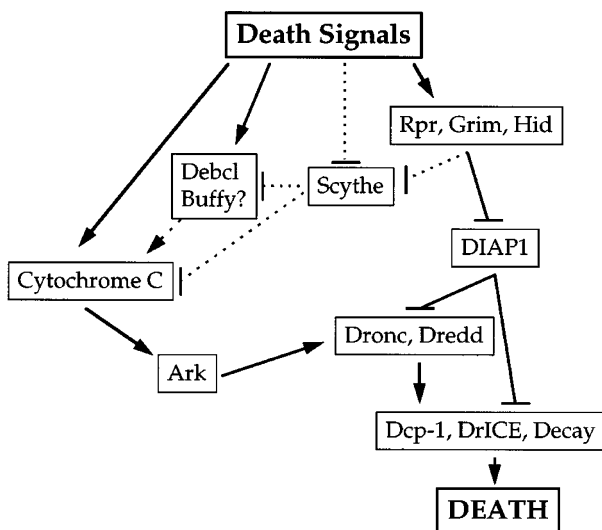 Death Signals
Rpr, Grim, Hid
Debcl
Buffy?
Scythe
DIAP1
Cytochrome C
Dronc, Dredd
Ark
Dcp-1, DrICE, Decay
DEATH